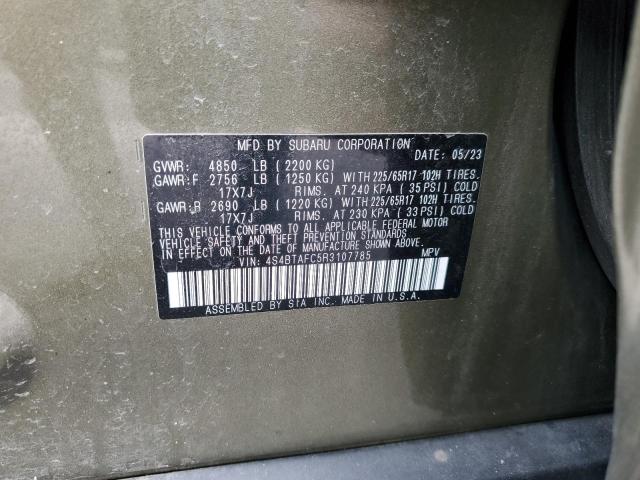 MFD BY SUBARU CORPORATION
GVWR: 4850 LB (2200 KG) DATE: 05/23
GAWR:F 2756 LB (1250 KG) WITH 225/65R17 102H TIRES.
17X7J RIMS. AT 240 KPA (35 PSI) COLD
GAWR:R 2690 LB (1220 KG) WITH 225/65R17 102H TIRES.
17X7J RIMS. AT 230 KPA (33 PSI) COLD
THIS VEHICLE CONFORMS TO ALL APPLICABLE FEDERAL MOTOR
VEHICLE SAFETY, BUMPER, AND THEFT PREVENTION STANDARDS
IN EFFECT ON THE DATE OF MANUFACTURE SHOWN ABOVE.
VIN: 4S4BTAFC5R3107785 MPV
ASSEMBLED BY SIA INC. MADE IN U.S.A.